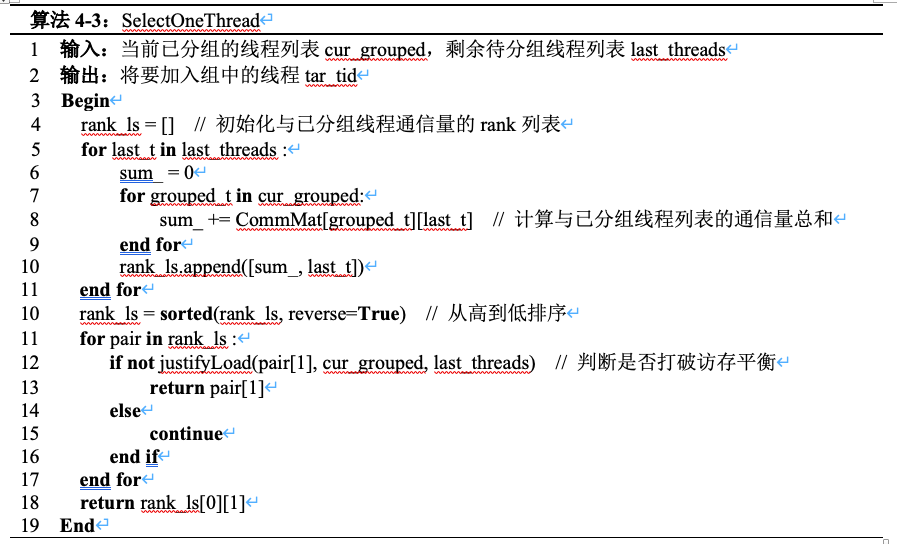 算法 4-3：SelectOneThread
1 输入：当前已分组的线程列表 cur_grouped，剩余待分组线程列表 last_threads
2 输出：将要加入组中的线程 tar_tid
3 Begin
4 rank_ls = [] // 初始化与已分组线程通信量的 rank 列表
5 for last_t in last_threads :
6 sum_ = 0
7 for grouped_t in cur_grouped:
8 sum_ += CommMat[grouped_t][last_t] // 计算与已分组线程列表的通信量总和
9 end for
10 rank_ls.append([sum_, last_t])
11 end for
10 rank_ls = sorted(rank_ls, reverse=True) // 从高到低排序
11 for pair in rank_ls :
12 if not justifyLoad(pair[1], cur_grouped, last_threads) // 判断是否打破访存平衡
13 return pair[1]
14 else
15 continue
16 end if
17 end for
18 return rank_ls[0][1]
19 End